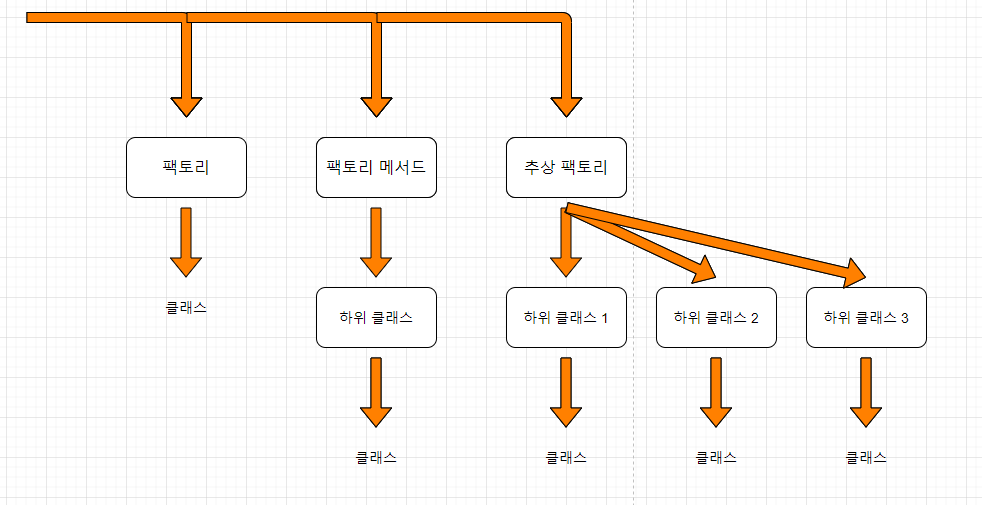 팩토리
팩토리 메서드
추상 팩토리
클래스
하위 클래스
하위 클래스 1
하위 클래스 2
하위 클래스 3
클래스
클래스
클래스
클래스